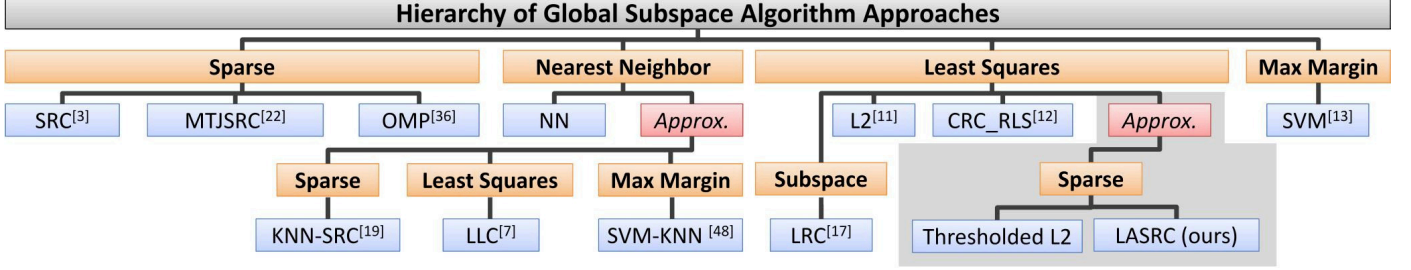 Hierarchy of Global Subspace Algorithm Approaches
Sparse Nearest Neighbor Least Squares Max Margin
SRC[3] MTJSRC[22] OMP[36] NN Approx. L2[11] CRC_RLS[12] Approx. SVM[13]
Sparse Least Squares Max Margin Subspace Sparse
KNN-SRC[19] LLC[7] SVM-KNN [48] LRC[17] Thresholded L2 LASRC (ours)